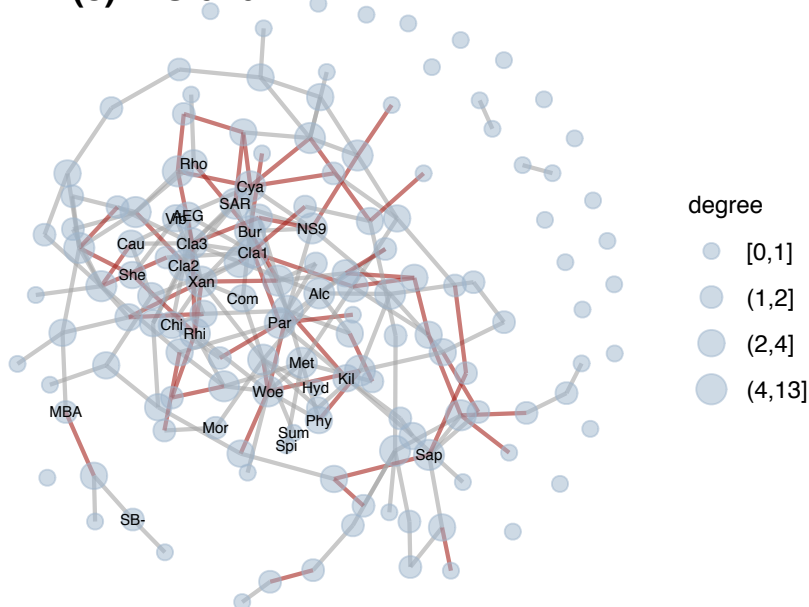 Rho
Cya
SAR
AEG
Vib
Bur
NS9
Cau
Cla3
Cla1
Cla2
She
Xan
Com
Alc
Chi
Par
Rhi
Met
Kil
Woe
Hyd
MBA
Mor
Phy
Sum
Spi
Sap
SB-
degree
[0,1]
(1,2]
(2,4]
(4,13]